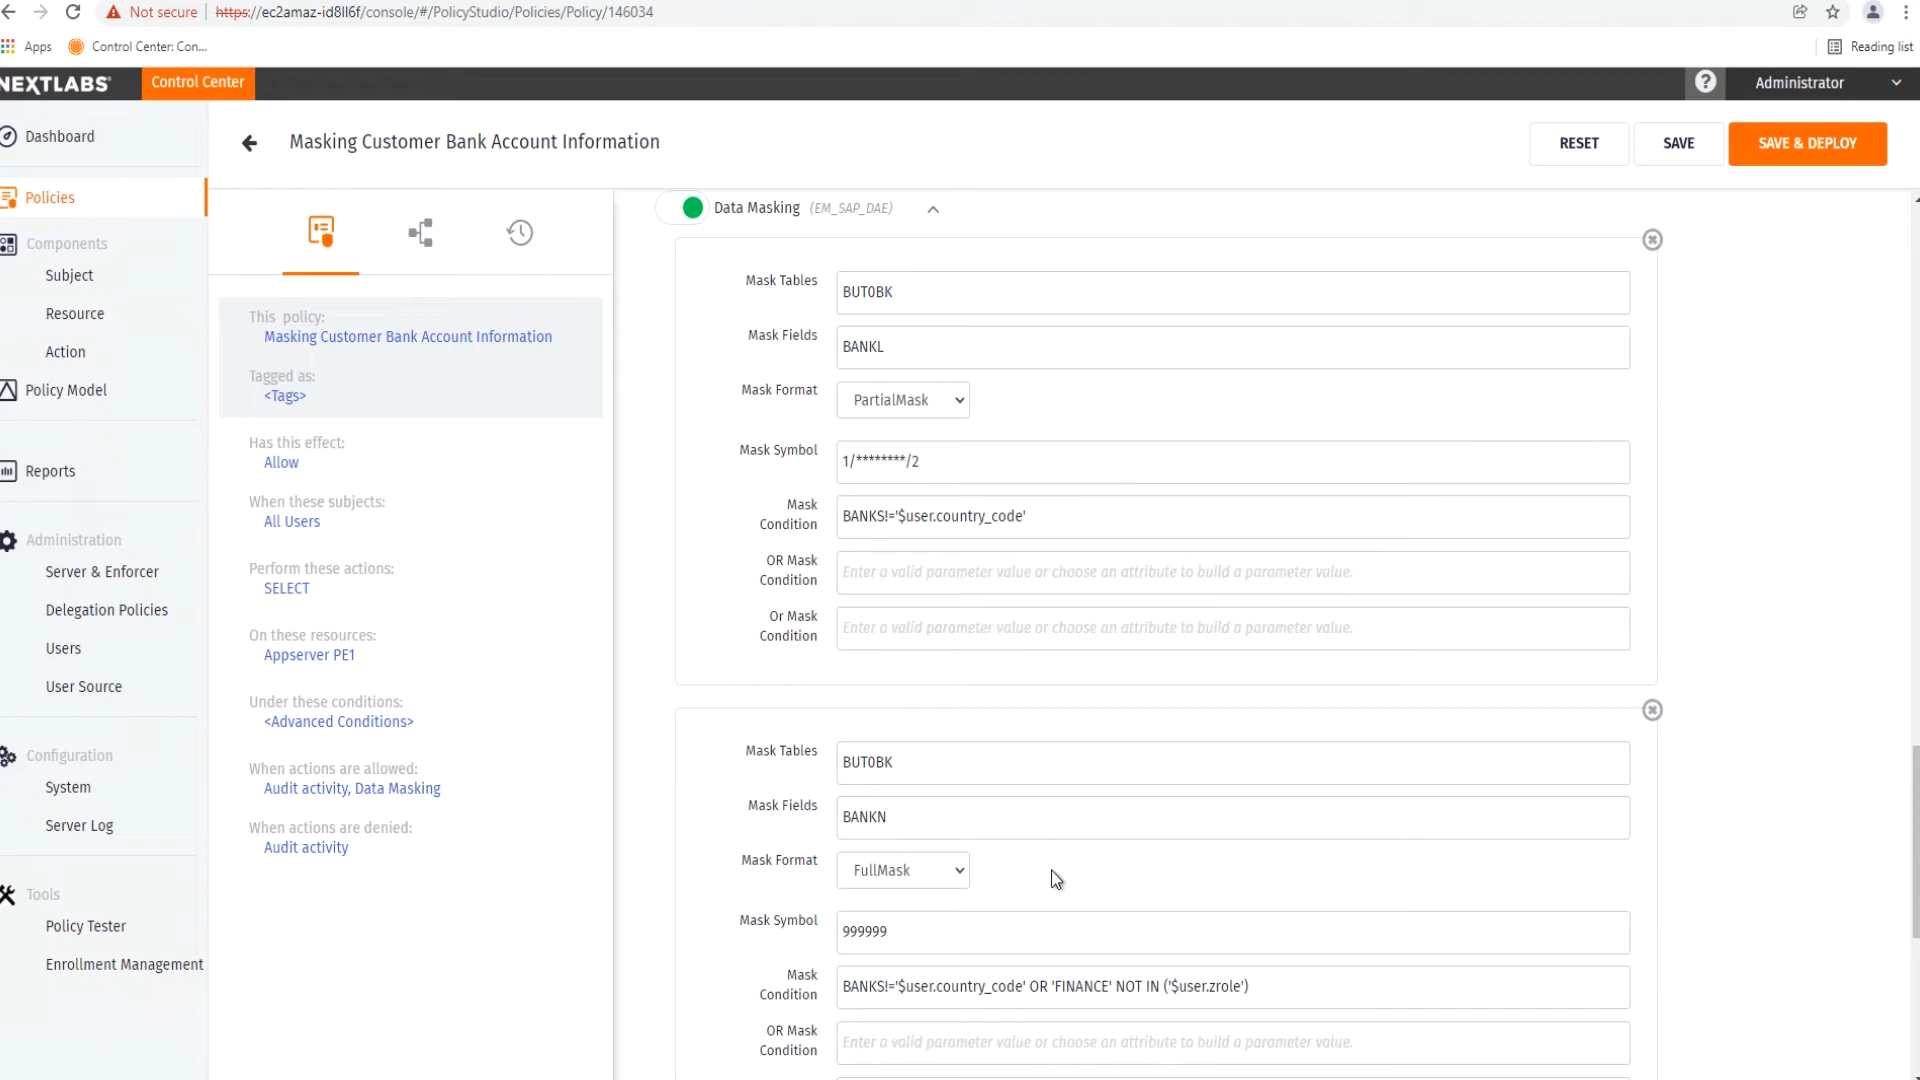 Not secure
https://ec2amaz-id8ll6f/console/#/PolicyStudio/Policies/Policy/146034
Apps
Control Center: Con...
Reading list
NEXTLABS
Control Center
?
Administrator
Dashboard
Policies
Components
Subject
Resource
Action
Policy Model
Reports
Administration
Server & Enforcer
Delegation Policies
Users
User Source
Configuration
System
Server Log
Tools
Policy Tester
Enrollment Management
Masking Customer Bank Account Information
RESET
SAVE
SAVE & DEPLOY
This policy:
Masking Customer Bank Account Information
Tagged as:
<Tags>
Has this effect:
Allow
When these subjects:
All Users
Perform these actions:
SELECT
On these resources:
Appserver PE1
Under these conditions:
<Advanced Conditions>
When actions are allowed:
Audit activity, Data Masking
When actions are denied:
Audit activity
Data Masking (EM_SAP_DAE)
Mask Tables
BUT0BK
Mask Fields
BANKL
Mask Format
PartialMask
Mask Symbol
1/********/2
Mask
Condition
BANKS!='$user.country_code'
OR Mask
Condition
Enter a valid parameter value or choose an attribute to build a parameter value.
Or Mask
Condition
Enter a valid parameter value or choose an attribute to build a parameter value.
Mask Tables
BUT0BK
Mask Fields
BANKN
Mask Format
FullMask
Mask Symbol
999999
Mask
Condition
BANKS!='$user.country_code' OR 'FINANCE' NOT IN ('$user.zrole')
OR Mask
Condition
Enter a valid parameter value or choose an attribute to build a parameter value.